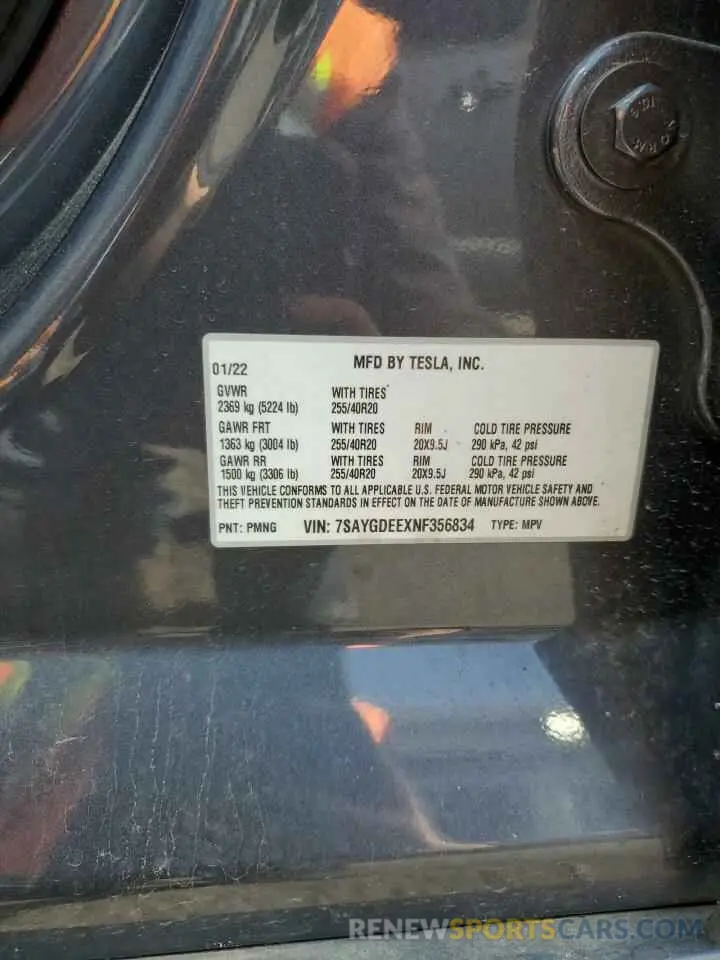 01/22 MFD BY TESLA, INC.
GVWR WITH TIRES
2369 kg (5224 lb) 255/40R20
GAWR FRT WITH TIRES RIM COLD TIRE PRESSURE
1363 kg (3004 lb) 255/40R20 20X9.5J 290 kPa, 42 psi
GAWR RR WITH TIRES RIM COLD TIRE PRESSURE
1500 kg (3306 lb) 255/40R20 20X9.5J 290 kPa, 42 psi
THIS VEHICLE CONFORMS TO ALL APPLICABLE U.S. FEDERAL MOTOR VEHICLE SAFETY AND
THEFT PREVENTION STANDARDS IN EFFECT ON THE DATE OF MANUFACTURE SHOWN ABOVE.
PNT: PMNG VIN: 7SAYGDEEXNF356834 TYPE: MPV
RENEWSPORTSCARS.COM